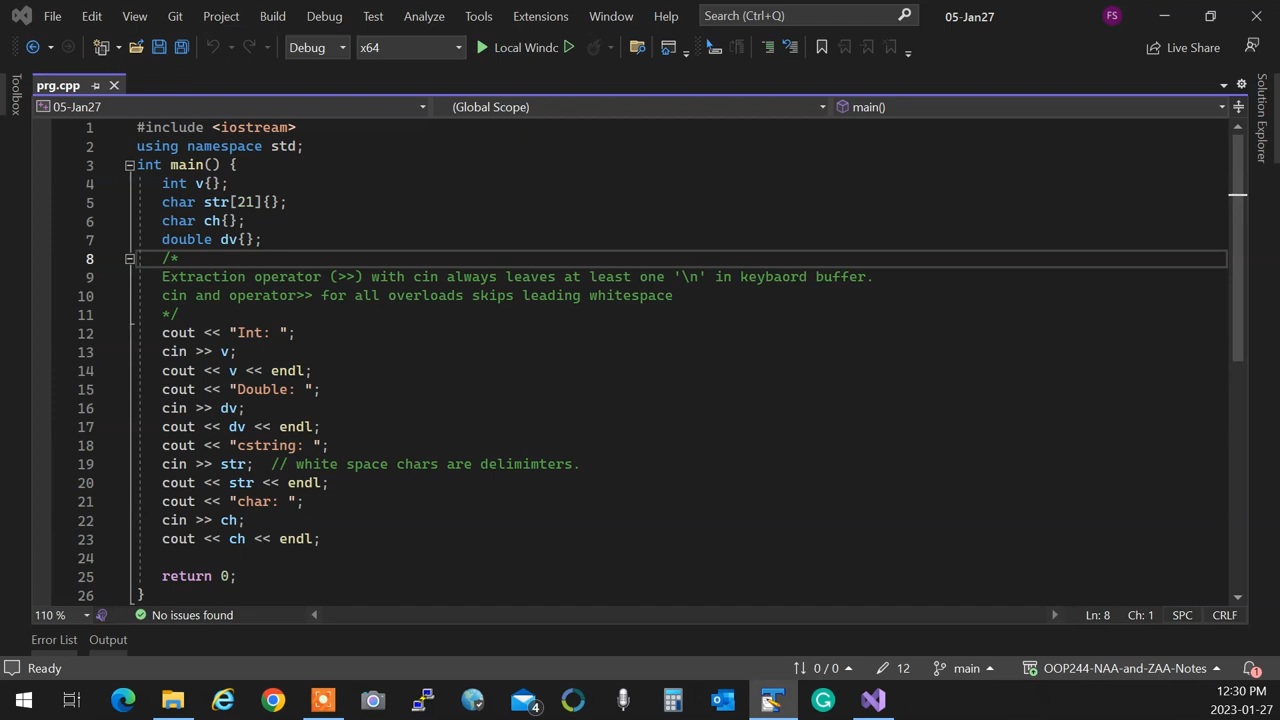 File Edit View Git Project Build Debug Test Analyze Tools Extensions Window Help Search (Ctrl+Q) 05-Jan27 FS
Debug x64 Local Windc Live Share
Toolbox
prg.cpp
05-Jan27 (Global Scope) main()
Solution Explorer
1 #include <iostream>
2 using namespace std;
3 int main() {
4 int v{};
5 char str[21]{};
6 char ch{};
7 double dv{};
8 /*
9 Extraction operator (>>) with cin always leaves at least one '\n' in keybaord buffer.
10 cin and operator>> for all overloads skips leading whitespace
11 */
12 cout << "Int: ";
13 cin >> v;
14 cout << v << endl;
15 cout << "Double: ";
16 cin >> dv;
17 cout << dv << endl;
18 cout << "cstring: ";
19 cin >> str; // white space chars are delimimters.
20 cout << str << endl;
21 cout << "char: ";
22 cin >> ch;
23 cout << ch << endl;
24
25 return 0;
26 }
110 % No issues found Ln: 8 Ch: 1 SPC CRLF
Error List Output
Ready 0 / 0 12 main OOP244-NAA-and-ZAA-Notes 1
4
12:30 PM
2023-01-27